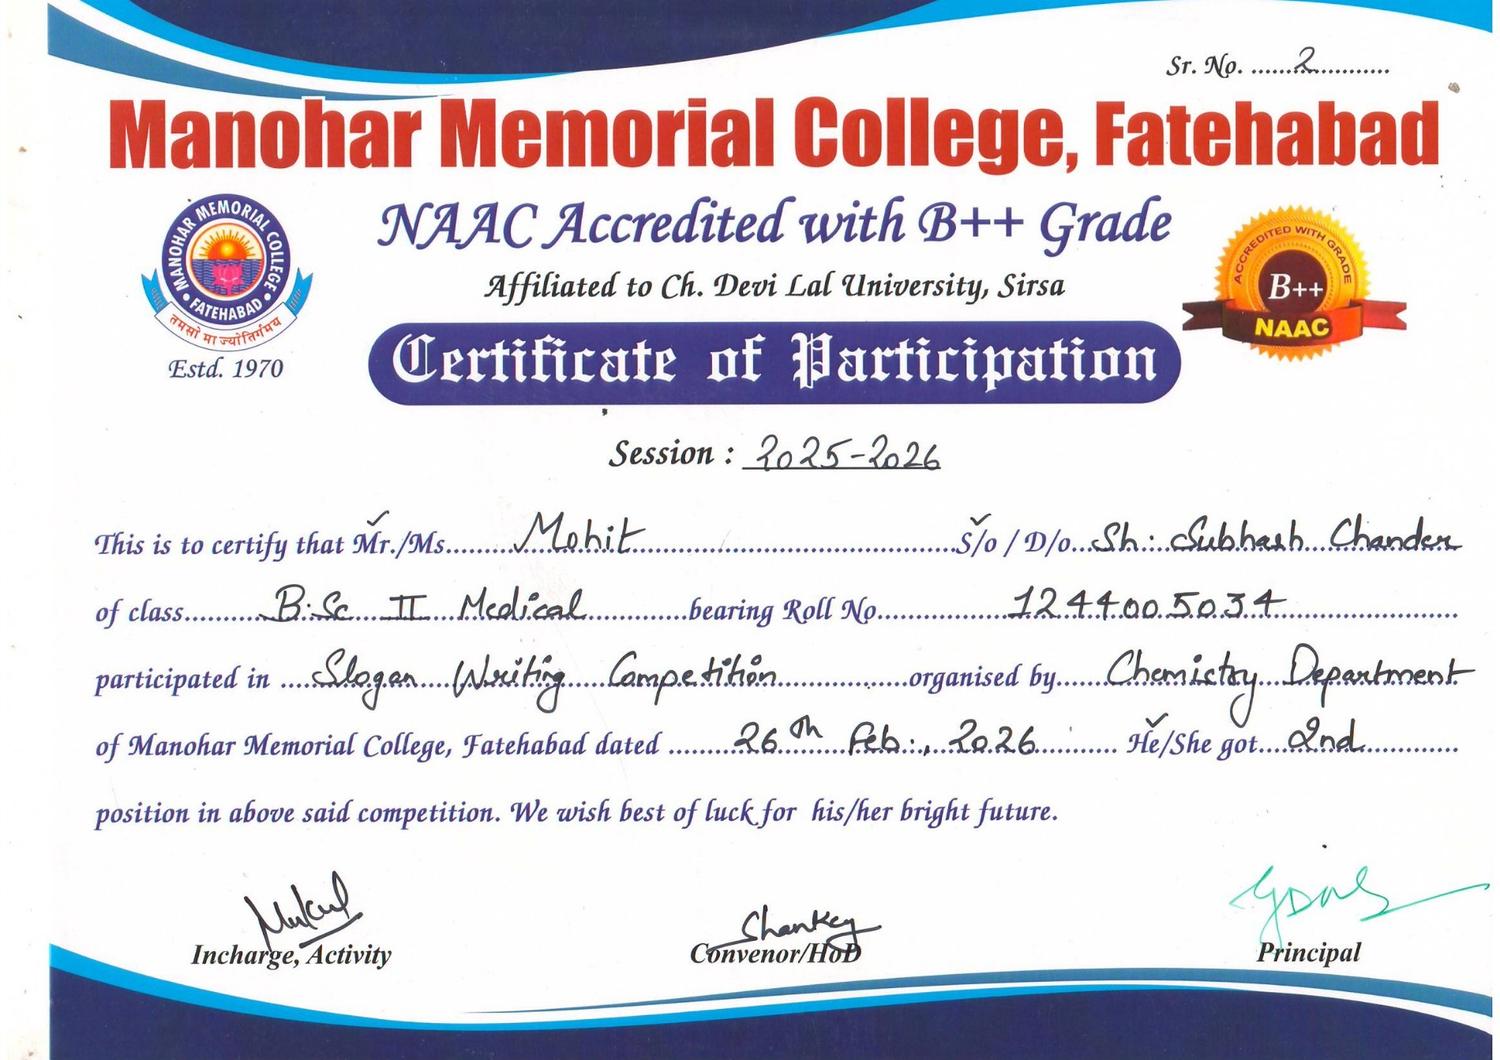 Sr. No. ......2............
Manohar Memorial College, Fatehabad
NAAC Accredited with B++ Grade
Affiliated to Ch. Devi Lal University, Sirsa
MANOHAR MEMORIAL COLLEGE
• FATEHABAD •
तमसो मा ज्योतिर्गमय
Estd. 1970
ACCREDITED WITH GRADE
B++
NAAC
Certificate of Participation
Session : 2025-2026
This is to certify that Mr./Ms. Mohit S/o / D/o Sh. Subhash Chander
of class B.Sc II Medical bearing Roll No. 1244005034
participated in Slogan Writing Competition organised by Chemistry Department
of Manohar Memorial College, Fatehabad dated 26th Feb., 2026 He/She got 2nd
position in above said competition. We wish best of luck for his/her bright future.
Mukul Shankey
Incharge, Activity Convenor/HoD Principal